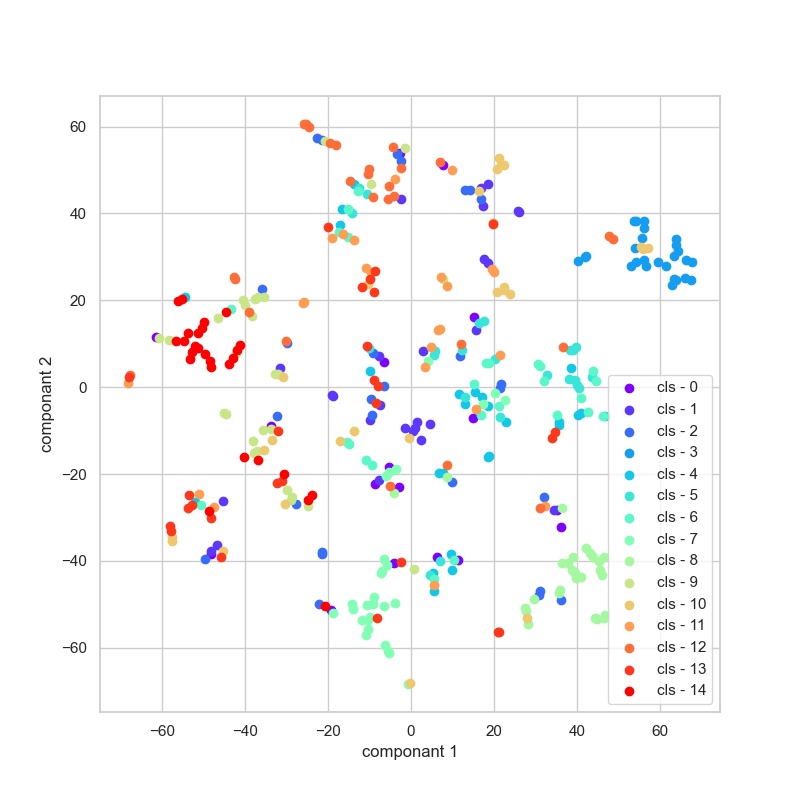 60
40
20
0
−20
−40
−60
componant 2
−60
−40
−20
0
20
40
60
componant 1
cls - 0
cls - 1
cls - 2
cls - 3
cls - 4
cls - 5
cls - 6
cls - 7
cls - 8
cls - 9
cls - 10
cls - 11
cls - 12
cls - 13
cls - 14